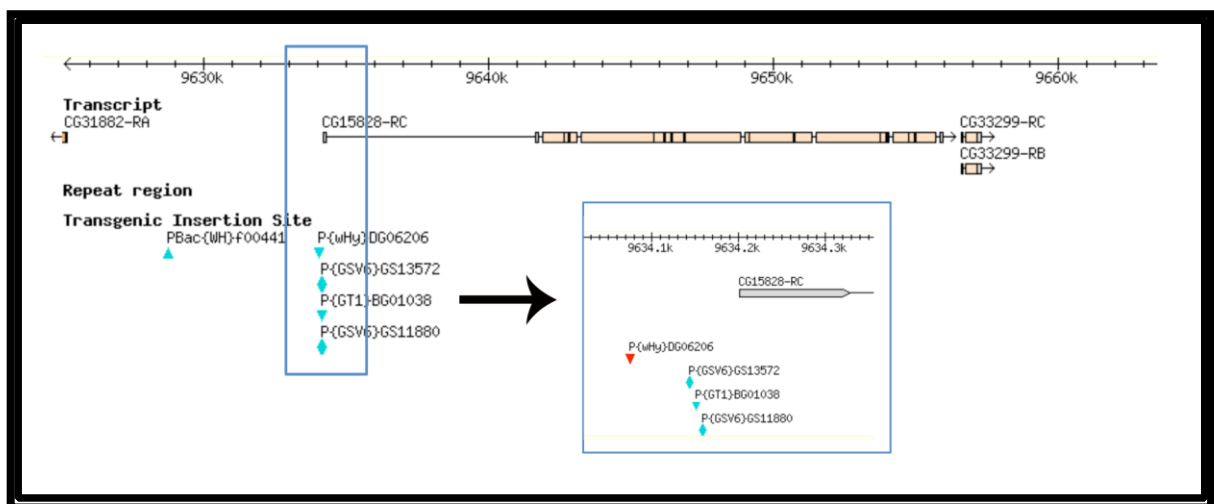 9630k 9640k 9650k 9660k
Transcript
CG31882-RA CG15828-RC CG33299-RC
CG33299-RB
Repeat region
Transgenic Insertion Site
PBac{WH}f00441 P{wHy}DG06206
P{GSV6}GS13572
P{GT1}BG01038
P{GSV6}GS11880
9634.1k 9634.2k 9634.3k
CG15828-RC
P{wHy}DG06206
P{GSV6}GS13572
P{GT1}BG01038
P{GSV6}GS11880